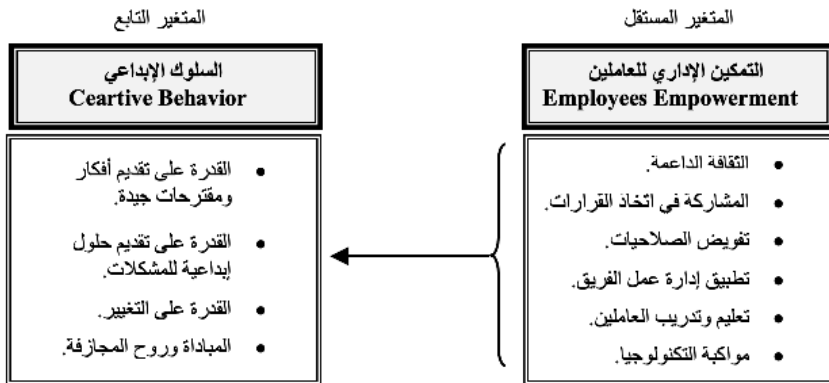 المتغير المستقل
التمكين الإداري للعاملين
Employees Empowerment
• الثقافة الداعمة.
• المشاركة في اتخاذ القرارات.
• تفويض الصلاحيات.
• تطبيق إدارة عمل الفريق.
• تعليم وتدريب العاملين.
• مواكبة التكنولوجيا.
المتغير التابع
السلوك الإبداعي
Ceartive Behavior
• القدرة على تقديم أفكار
ومقترحات جيدة.
• القدرة على تقديم حلول
إبداعية للمشكلات.
• القدرة على التغيير.
• المباداة وروح المجازفة.